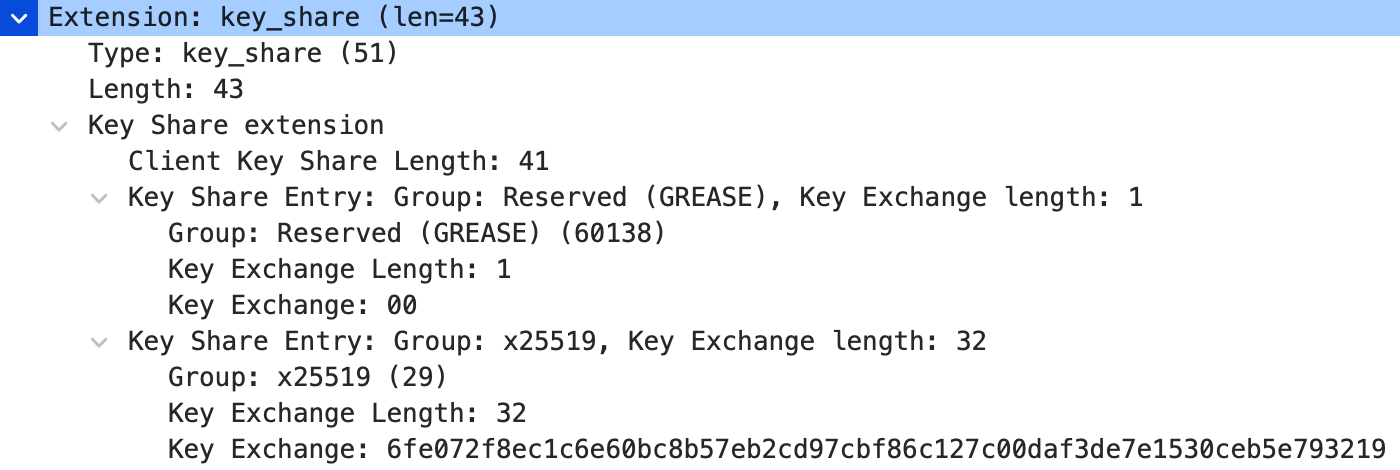 Extension: key_share (len=43)
Type: key_share (51)
Length: 43
Key Share extension
Client Key Share Length: 41
Key Share Entry: Group: Reserved (GREASE), Key Exchange length: 1
Group: Reserved (GREASE) (60138)
Key Exchange Length: 1
Key Exchange: 00
Key Share Entry: Group: x25519, Key Exchange length: 32
Group: x25519 (29)
Key Exchange Length: 32
Key Exchange: 6fe072f8ec1c6e60bc8b57eb2cd97cbf86c127c00daf3de7e1530ceb5e793219